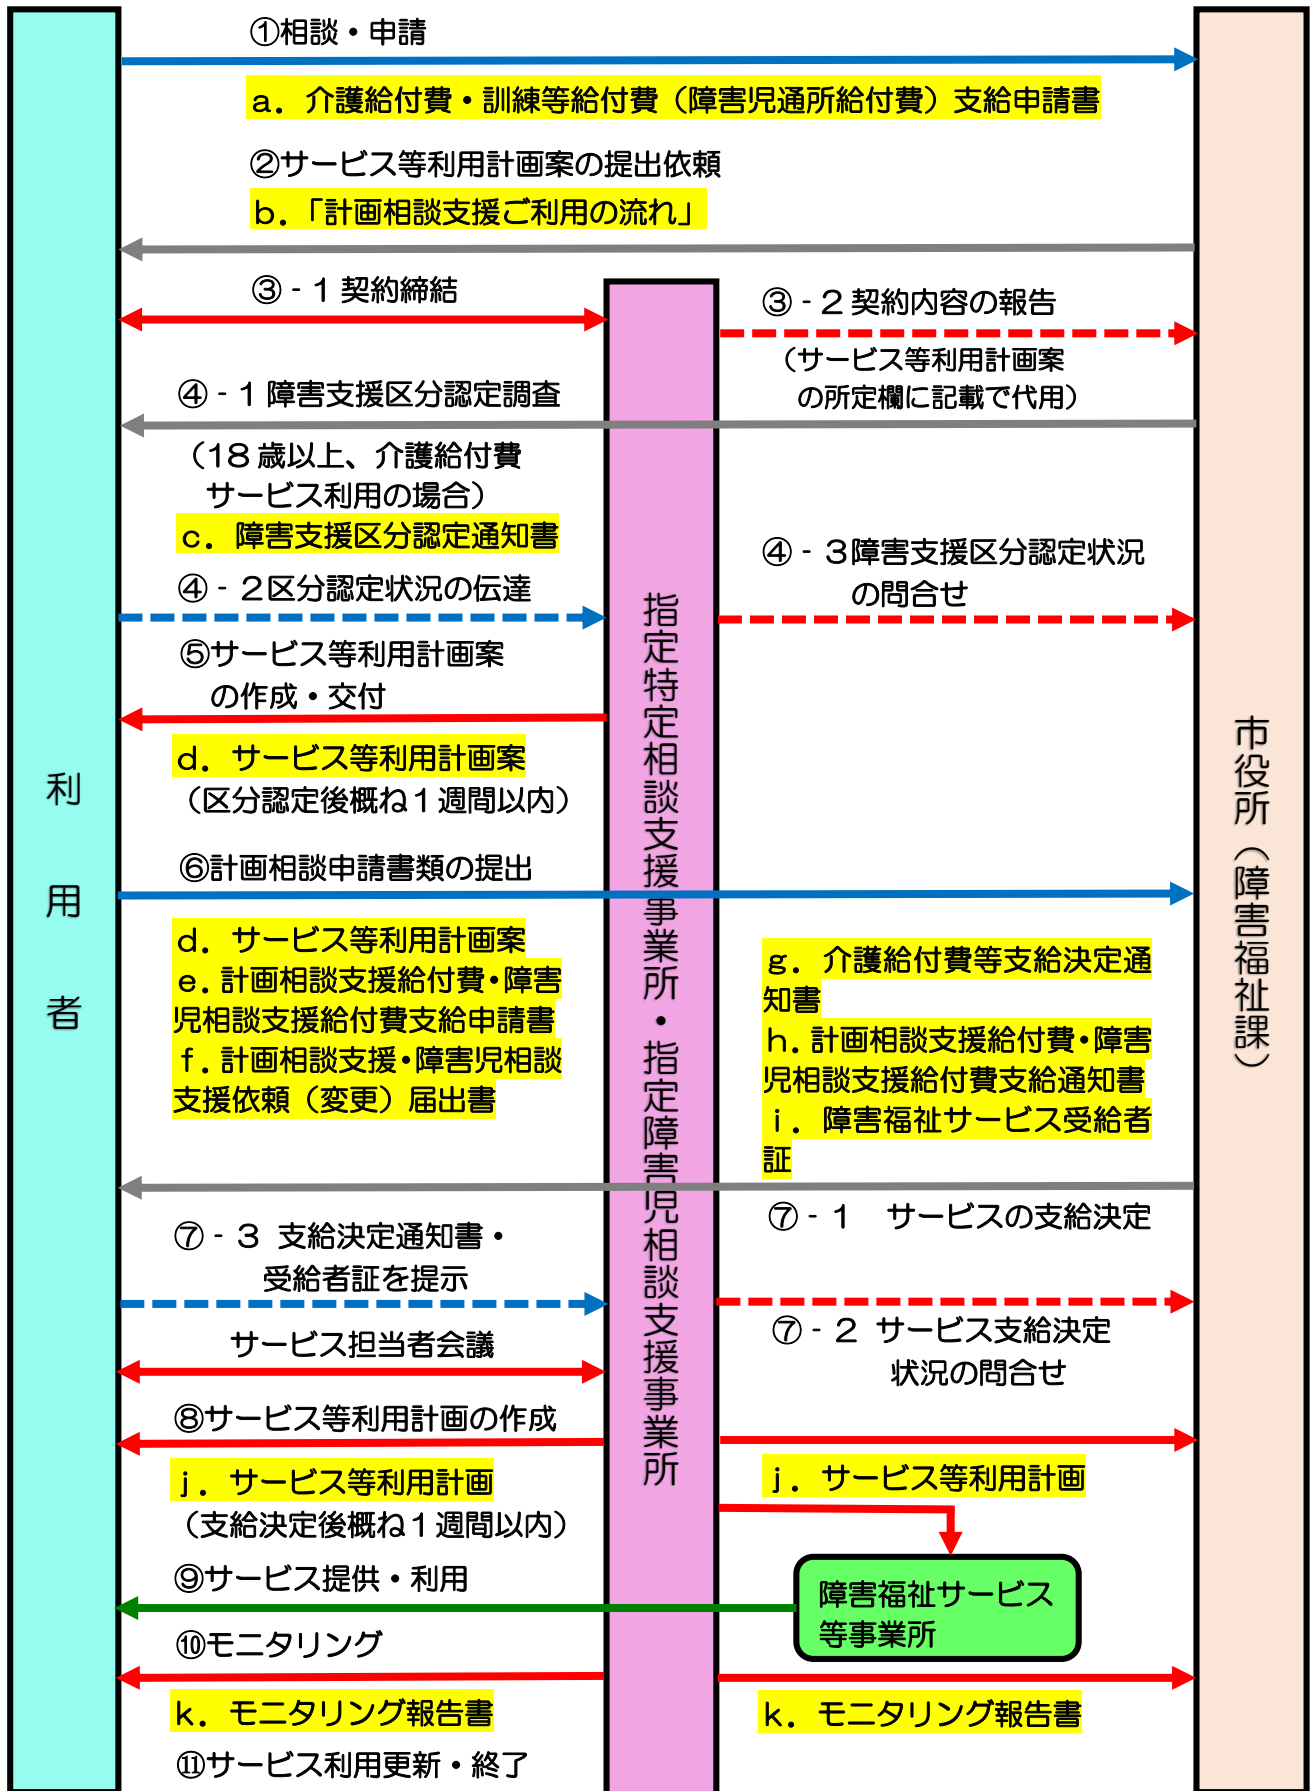 ①相談・申請
a．介護給付費・訓練等給付費（障害児通所給付費）支給申請書
②サービス等利用計画案の提出依頼
b．「計画相談支援ご利用の流れ」
③‐１契約締結
③‐２契約内容の報告
（サービス等利用計画案
の所定欄に記載で代用）
④‐１障害支援区分認定調査
（18歳以上、介護給付費
サービス利用の場合）
c．障害支援区分認定通知書
④‐２区分認定状況の伝達
④‐３障害支援区分認定状況
の問合せ
⑤サービス等利用計画案
の作成・交付
d．サービス等利用計画案
（区分認定後概ね１週間以内）
⑥計画相談申請書類の提出
d．サービス等利用計画案
e．計画相談支援給付費・障害
児相談支援給付費支給申請書
f．計画相談支援・障害児相談
支援依頼（変更）届出書
g．介護給付費等支給決定通
知書
h．計画相談支援給付費・障害
児相談支援給付費支給通知書
i．障害福祉サービス受給者
証
⑦‐１　サービスの支給決定
⑦‐３ 支給決定通知書・
受給者証を提示
⑦‐２ サービス支給決定
状況の問合せ
サービス担当者会議
⑧サービス等利用計画の作成
j．サービス等利用計画
（支給決定後概ね１週間以内）
j．サービス等利用計画
⑨サービス提供・利用
障害福祉サービス
等事業所
⑩モニタリング
k．モニタリング報告書
k．モニタリング報告書
⑪サービス利用更新・終了
利用者
指定特定相談支援事業所・指定障害児相談支援事業所
市役所（障害福祉課）